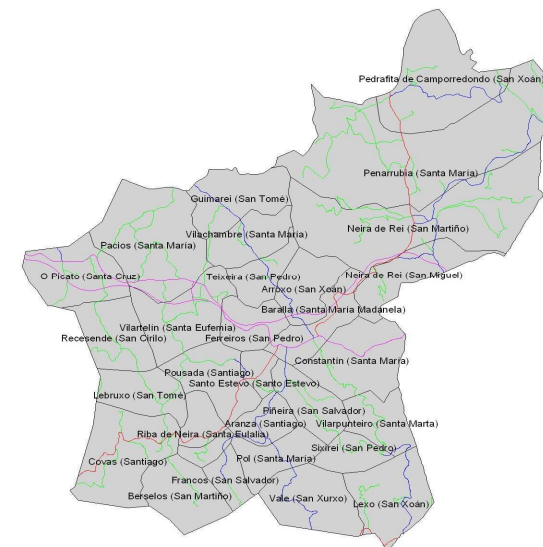 Pedrafita de Camporredondo (San Xoán)
Penarrubia (Santa María)
Guimarei (San Tomé)
Neira de Rei (San Martiño)
Vilachambre (Santa María)
Pacios (Santa María)
O Picato (Santa Cruz)
Teixeira (San Pedro)
Neira de Rei (San Miguel)
Arroxo (San Xoán)
Baralla (Santa María Madanela)
Vilartelin (Santa Eufemia)
Recesende (San Cirilo)
Ferreiros (San Pedro)
Constantín (Santa María)
Pousada (Santiago)
Santo Estevo (Santo Estevo)
Lebruxo (San Tomé)
Piñeira (San Salvador)
Aranza (Santiago)
Vilarpunteiro (Santa Marta)
Riba de Neira (Santa Eulalia)
Sixirei (San Pedro)
Covas (Santiago)
Pol (Santa María)
Francos (San Salvador)
Berselos (San Martiño)
Vale (San Xurxo)
Lexo (San Xoán)